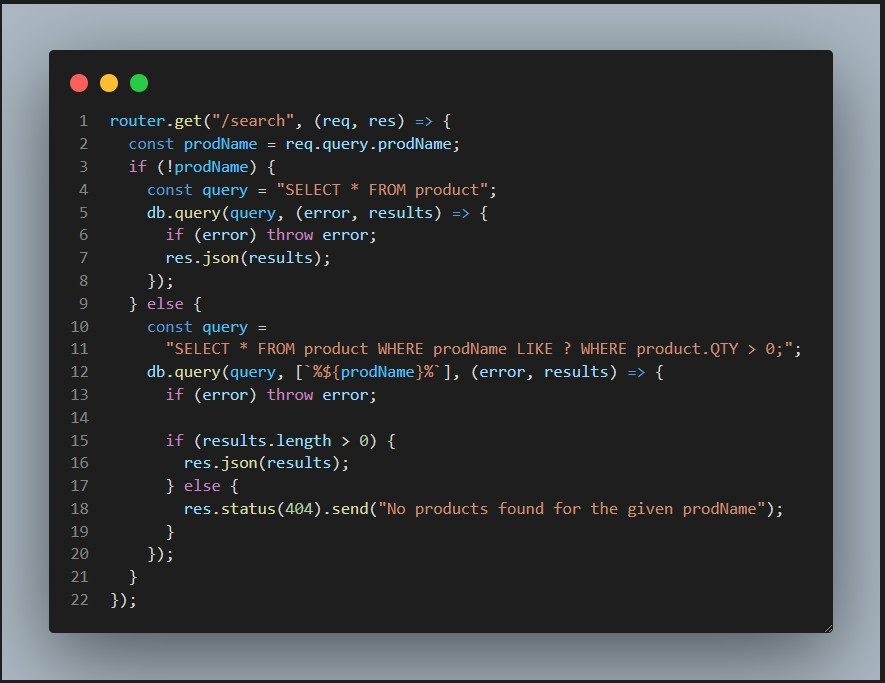 1 router.get("/search", (req, res) => {
2   const prodName = req.query.prodName;
3   if (!prodName) {
4     const query = "SELECT * FROM product";
5     db.query(query, (error, results) => {
6       if (error) throw error;
7       res.json(results);
8     });
9   } else {
10     const query =
11       "SELECT * FROM product WHERE prodName LIKE ? WHERE product.QTY > 0;";
12     db.query(query, [`%${prodName}%`], (error, results) => {
13       if (error) throw error;
14
15       if (results.length > 0) {
16         res.json(results);
17       } else {
18         res.status(404).send("No products found for the given prodName");
19       }
20     });
21   }
22 });